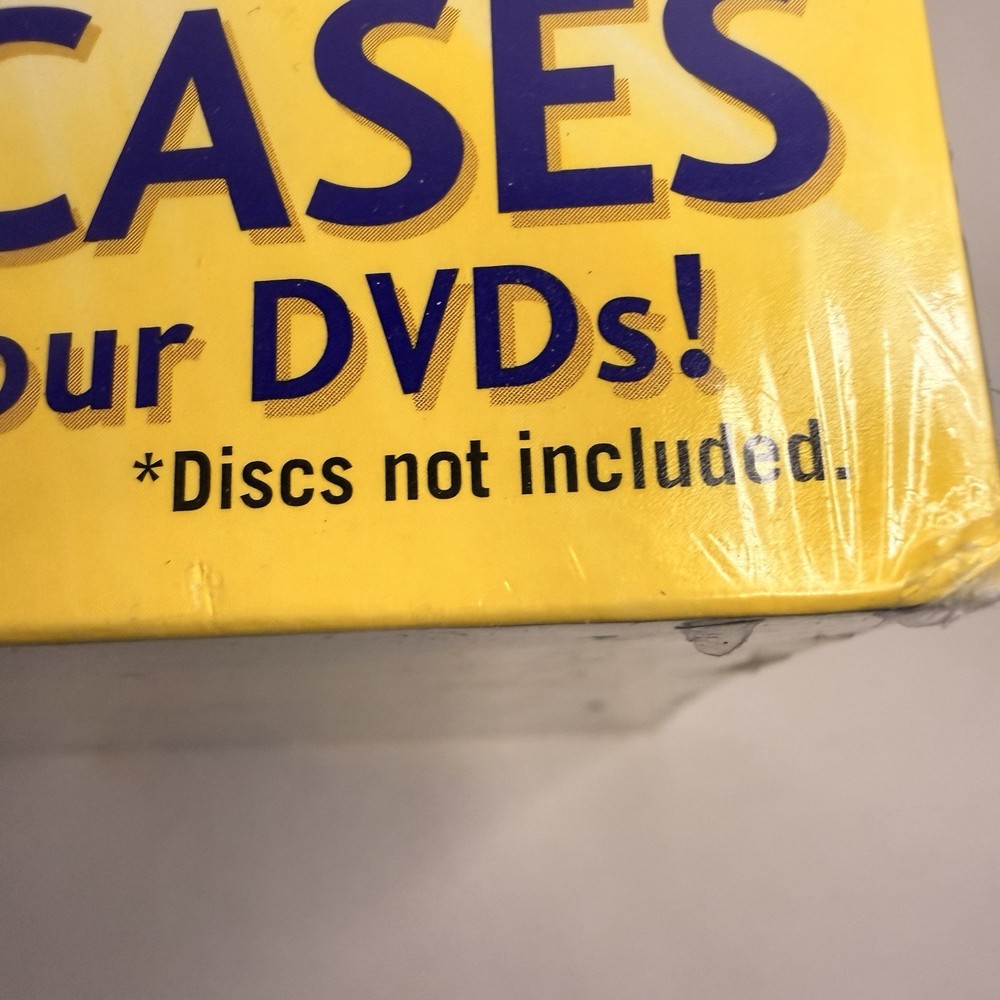 CASES
our DVDs!
*Discs not included.